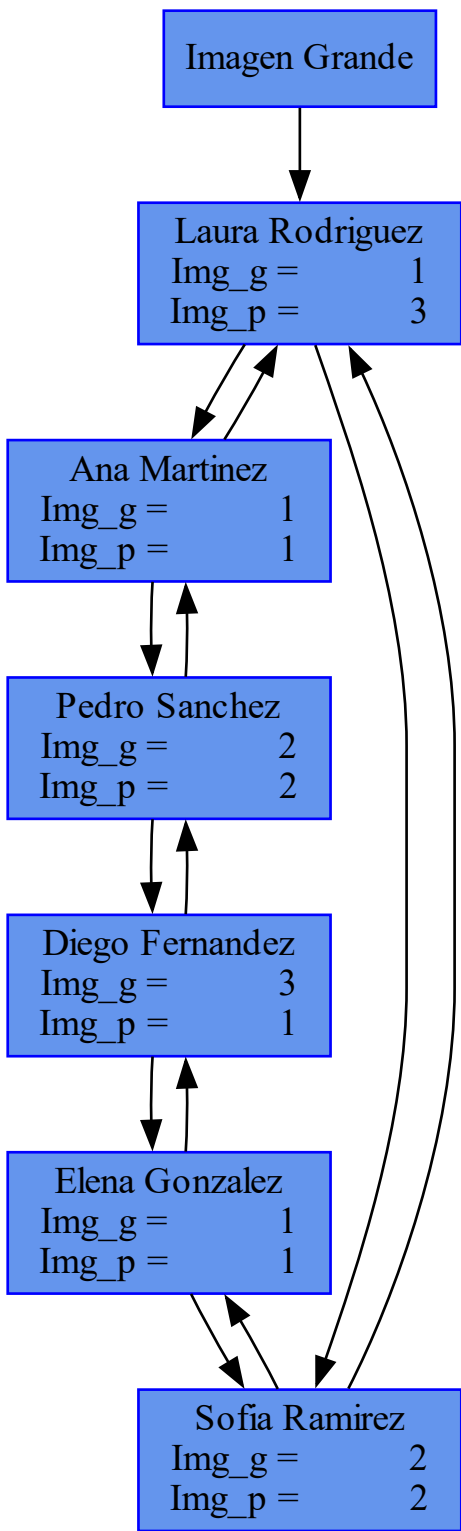 Imagen Grande
Laura Rodriguez
Img_g = 1
Img_p = 3
Ana Martinez
Img_g = 1
Img_p = 1
Pedro Sanchez
Img_g = 2
Img_p = 2
Diego Fernandez
Img_g = 3
Img_p = 1
Elena Gonzalez
Img_g = 1
Img_p = 1
Sofia Ramirez
Img_g = 2
Img_p = 2